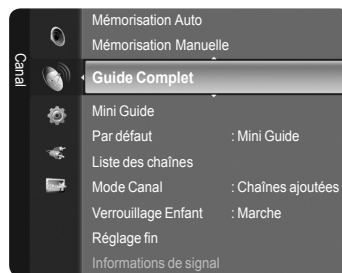 Canal
Mémorisation Auto
Mémorisation Manuelle
Guide Complet
Mini Guide
Par défaut : Mini Guide
Liste des chaînes
Mode Canal : Chaînes ajoutées
Verrouillage Enfant : Marche
Réglage fin
Informations de signal